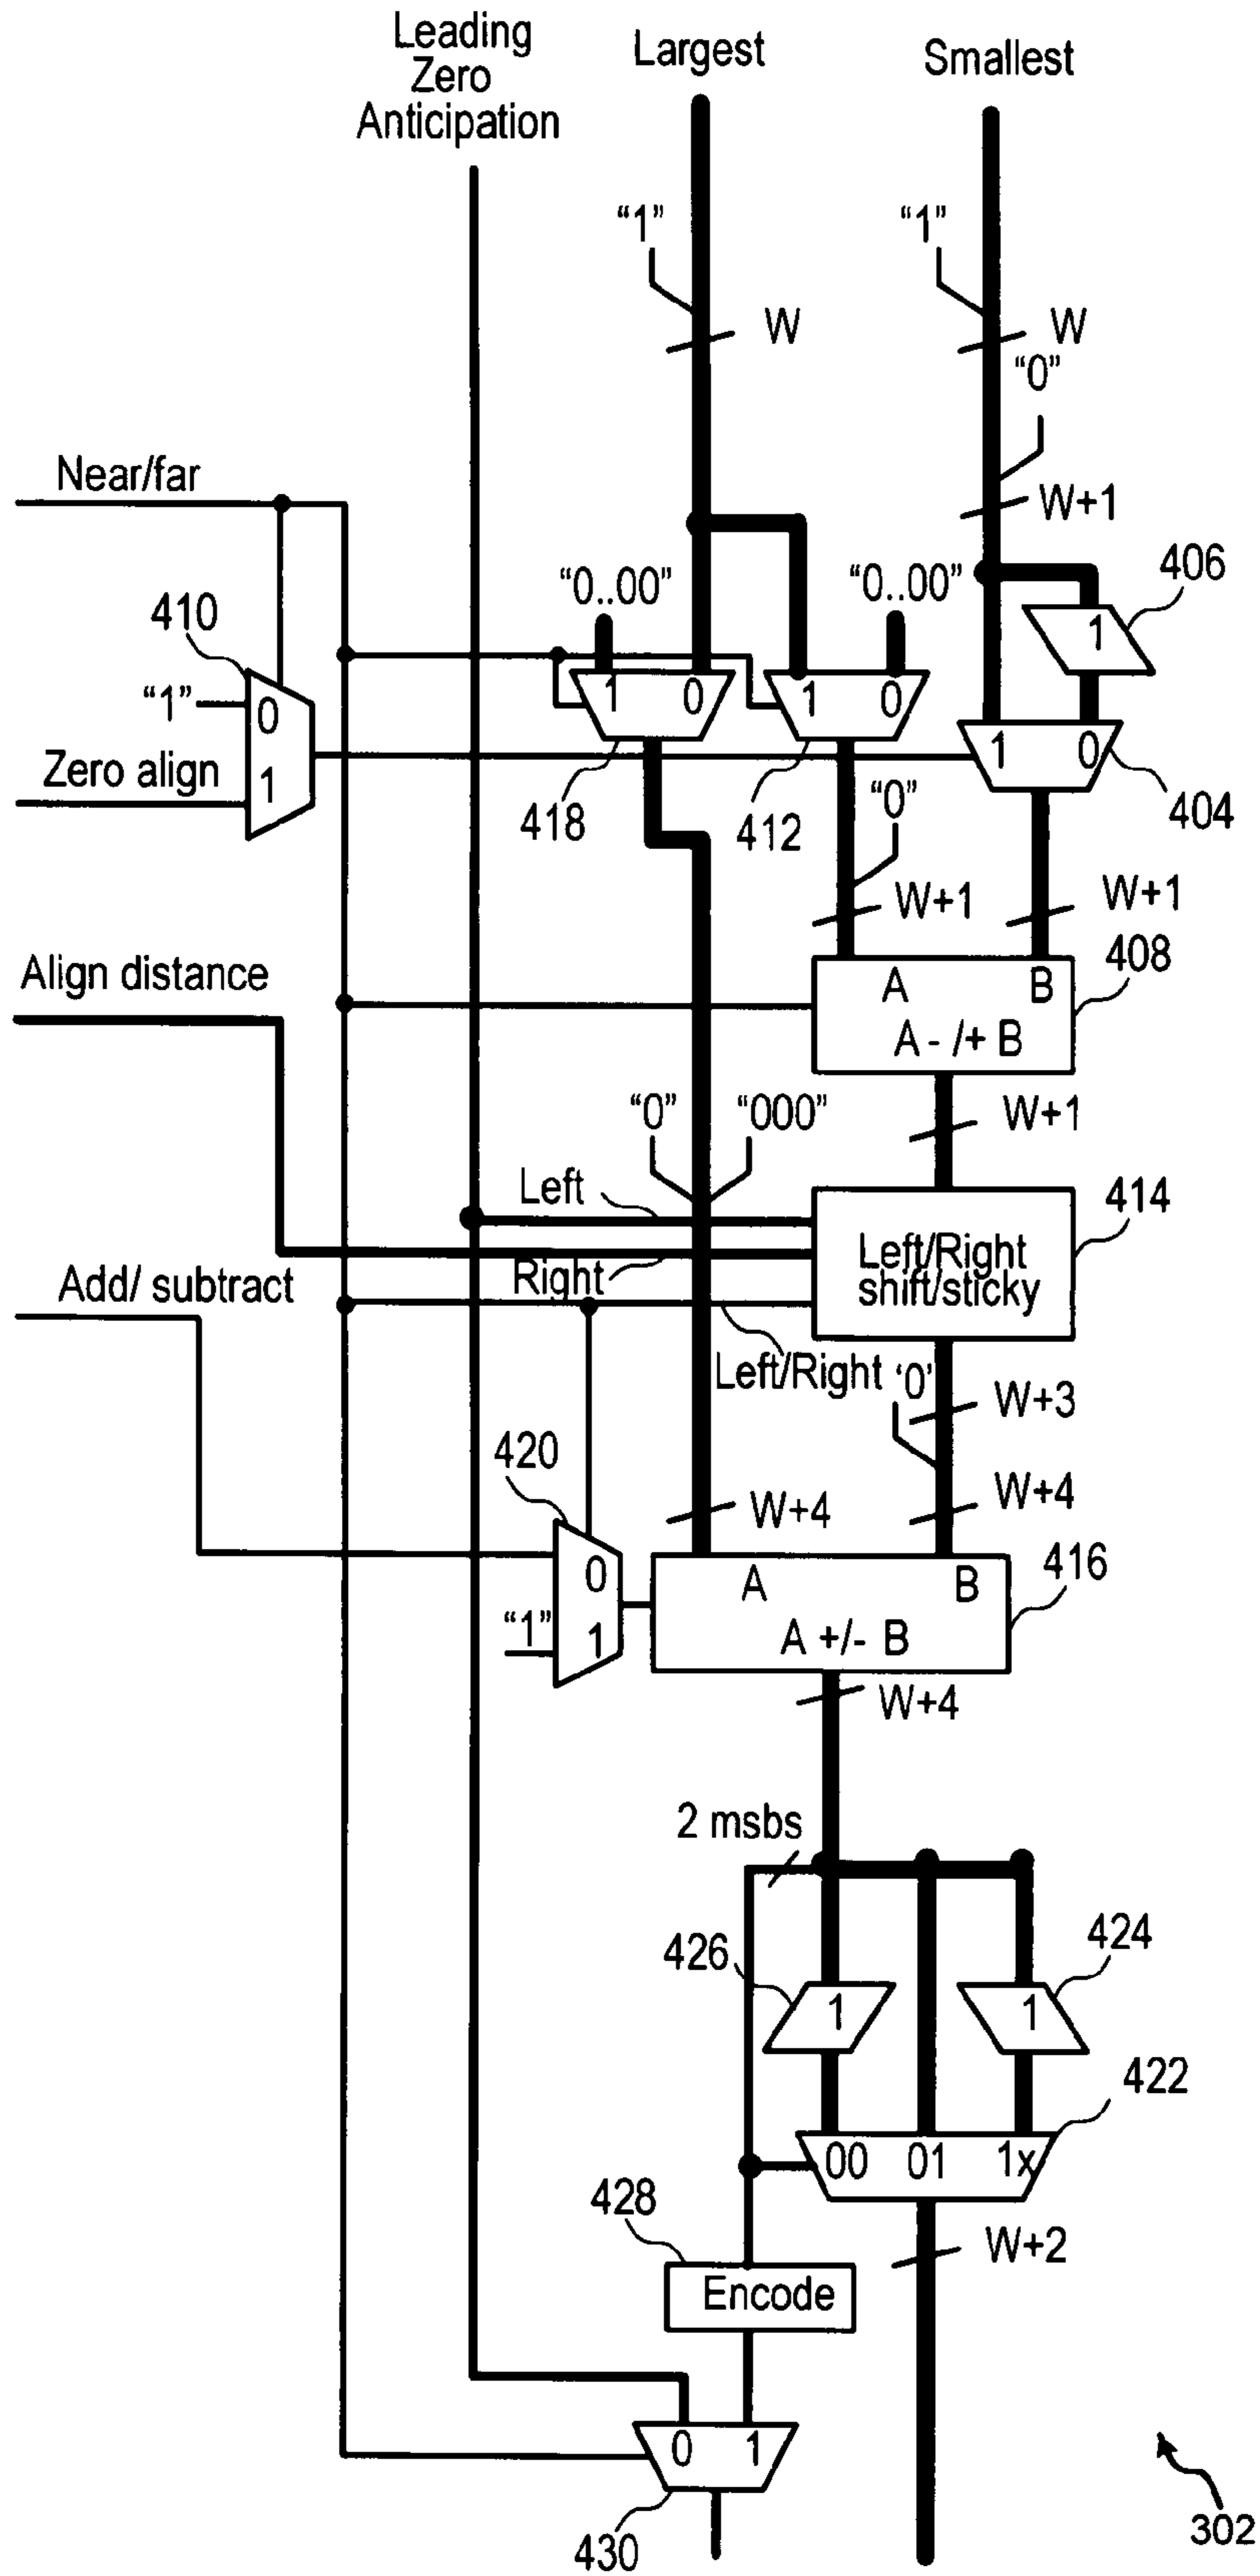 Leading
Zero
Anticipation
Largest
Smallest
“1”
W
“1”
W
“0”
W+1
Near/far
“0..00”
“0..00”
406
1
410
“1”
0
1
Zero align
1 0
1 0
1 0
418
412
404
“0”
W+1
W+1
Align distance
A B
A - /+ B
408
“0”
“000”
W+1
Left
414
Left/Right
shift/sticky
Right
Add/ subtract
Left/Right
‘0’
W+3
420
W+4
W+4
0
“1”
1
A B
A +/- B
416
W+4
2 msbs
426
424
1
1
422
00 01 1x
428
W+2
Encode
0 1
430
302